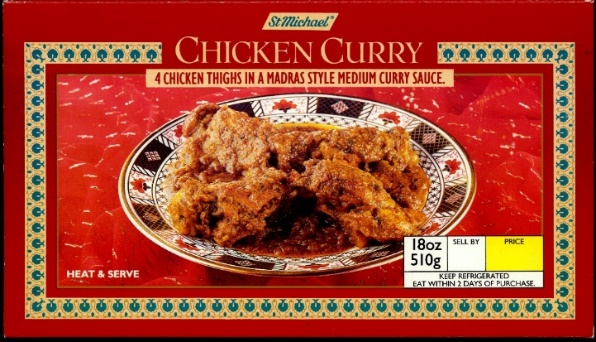 St Michael®
CHICKEN CURRY
4 CHICKEN THIGHS IN A MADRAS STYLE MEDIUM CURRY SAUCE.
HEAT & SERVE
18oz
510g
SELL BY
PRICE
KEEP REFRIGERATED
EAT WITHIN 2 DAYS OF PURCHASE.